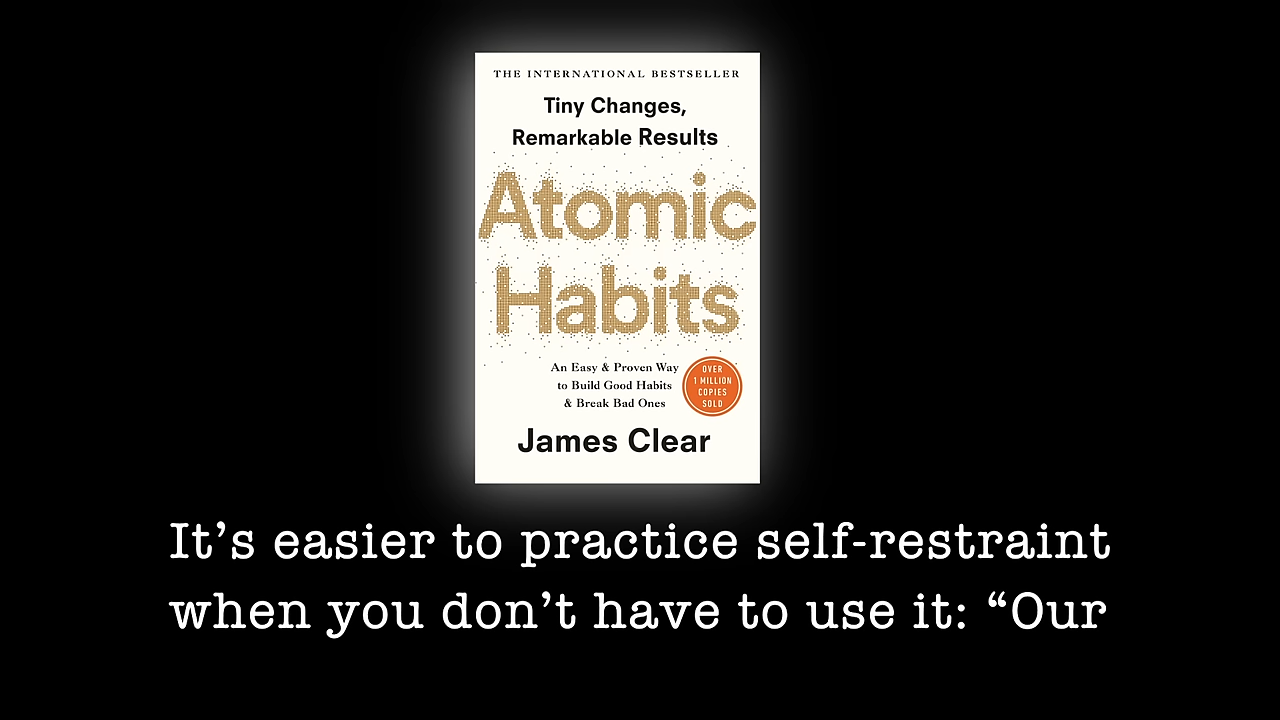 THE INTERNATIONAL BESTSELLER
Tiny Changes,
Remarkable Results
Atomic
Habits
An Easy & Proven Way
to Build Good Habits
& Break Bad Ones
OVER
1 MILLION
COPIES
SOLD
James Clear
It’s easier to practice self-restraint
when you don’t have to use it: “Our